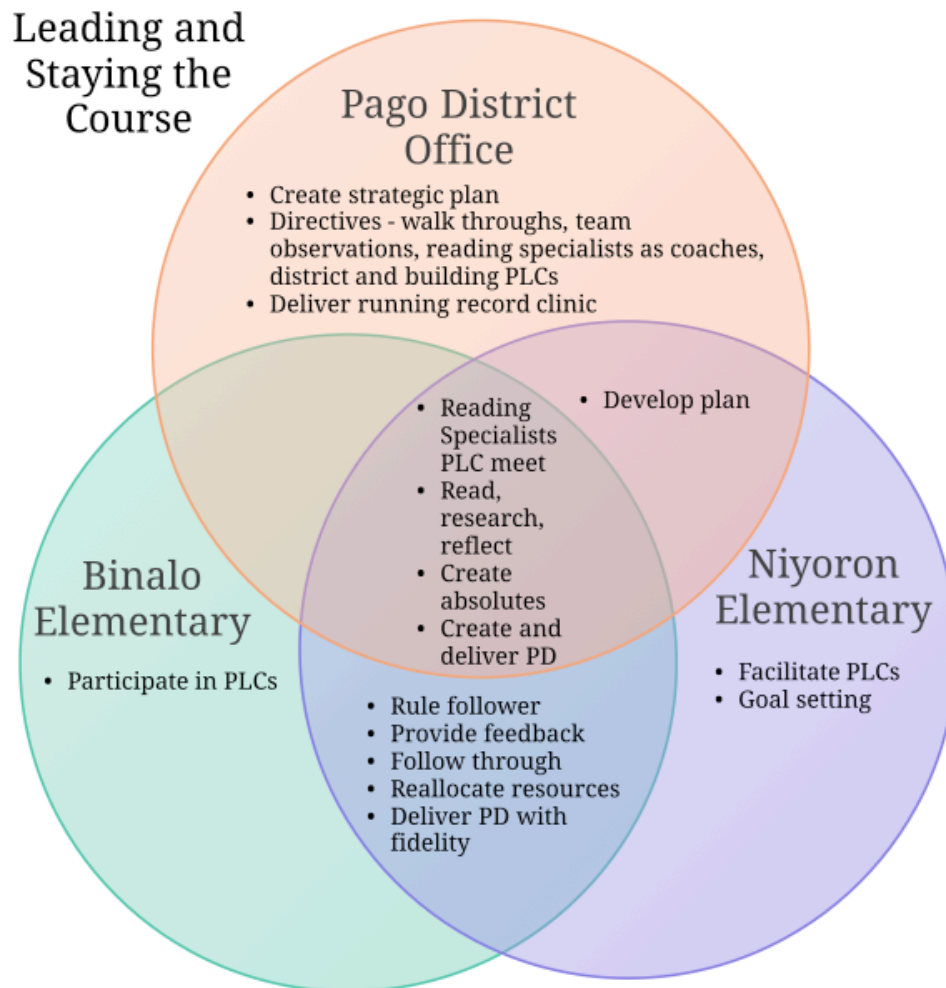 Leading and
Staying the
Course
Pago District
Office
• Create strategic plan
• Directives - walk throughs, team
observations, reading specialists as coaches,
district and building PLCs
• Deliver running record clinic
• Reading
Specialists
PLC meet
• Read,
research,
reflect
• Create
absolutes
• Create and
deliver PD
• Develop plan
Binalo
Elementary
• Participate in PLCs
Niyoron
Elementary
• Facilitate PLCs
• Goal setting
• Rule follower
• Provide feedback
• Follow through
• Reallocate resources
• Deliver PD with
fidelity